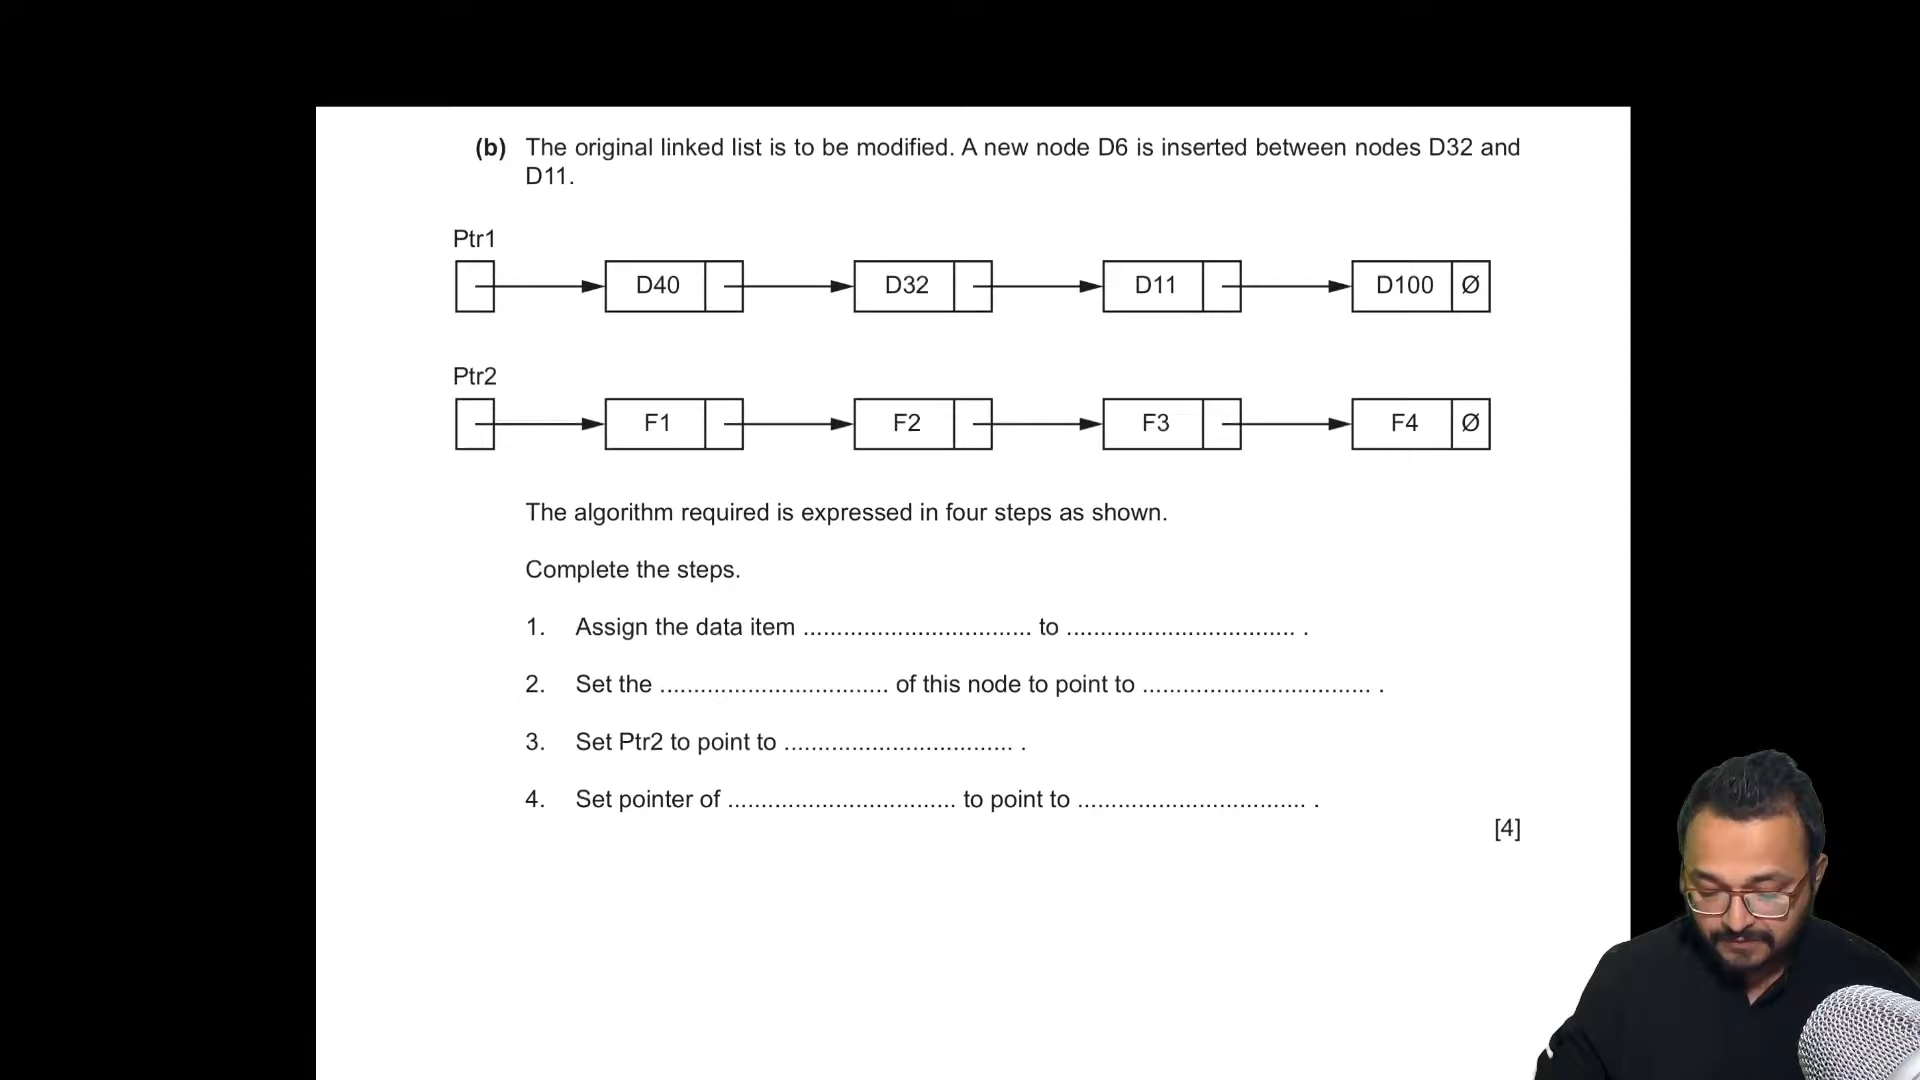 (b) The original linked list is to be modified. A new node D6 is inserted between nodes D32 and
D11.
Ptr1
D40 D32 D11 D100 Ø
Ptr2
F1 F2 F3 F4 Ø
The algorithm required is expressed in four steps as shown.
Complete the steps.
1. Assign the data item .................................. to .................................. .
2. Set the .................................. of this node to point to .................................. .
3. Set Ptr2 to point to .................................. .
4. Set pointer of .................................. to point to .................................. .
[4]